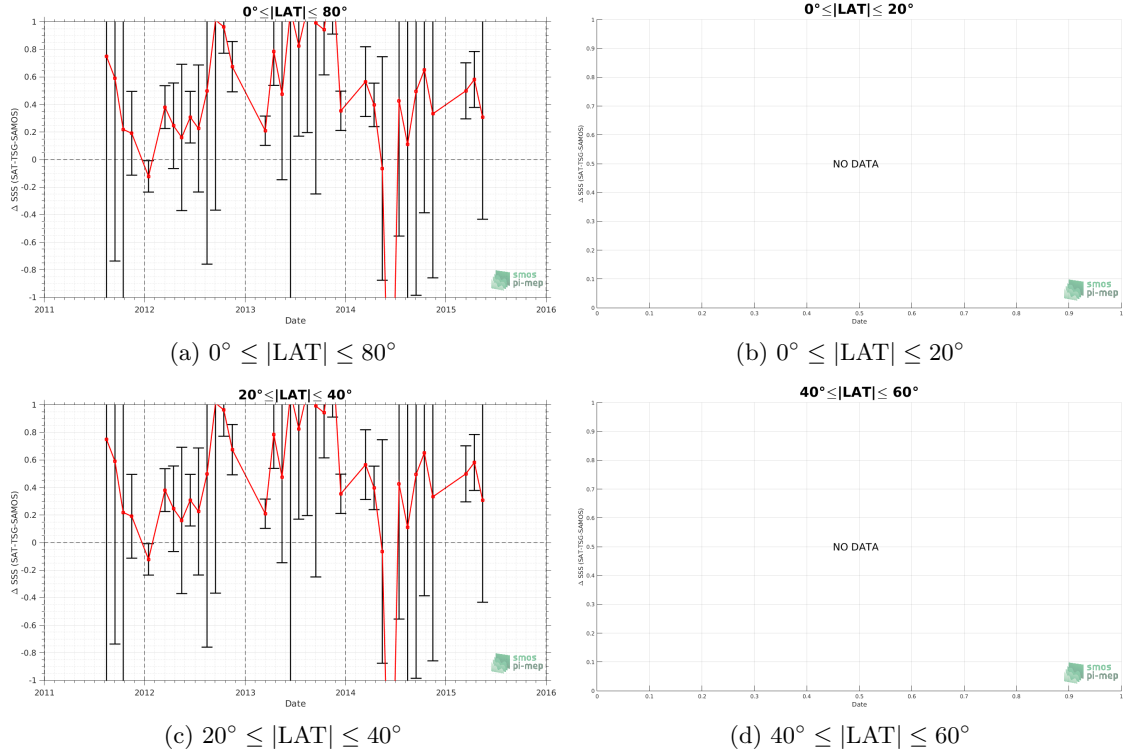 0°≤|LAT|≤ 80°
1
0.8
0.6
0.4
0.2
0
-0.2
-0.4
-0.6
-0.8
-1
Δ SSS (SAT-TSG-SAMOS)
2011 2012 2013 2014 2015 2016
Date
smos
pi-mep
(a) 0° ≤ |LAT| ≤ 80°
0°≤|LAT|≤ 20°
1
0.9
0.8
0.7
0.6
0.5
0.4
0.3
0.2
0.1
0
Δ SSS (SAT-TSG-SAMOS)
NO DATA
0 0.1 0.2 0.3 0.4 0.5 0.6 0.7 0.8 0.9 1
Date
smos
pi-mep
(b) 0° ≤ |LAT| ≤ 20°
20°≤|LAT|≤ 40°
1
0.8
0.6
0.4
0.2
0
-0.2
-0.4
-0.6
-0.8
-1
Δ SSS (SAT-TSG-SAMOS)
2011 2012 2013 2014 2015 2016
Date
smos
pi-mep
(c) 20° ≤ |LAT| ≤ 40°
40°≤|LAT|≤ 60°
1
0.9
0.8
0.7
0.6
0.5
0.4
0.3
0.2
0.1
0
Δ SSS (SAT-TSG-SAMOS)
NO DATA
0 0.1 0.2 0.3 0.4 0.5 0.6 0.7 0.8 0.9 1
Date
smos
pi-mep
(d) 40° ≤ |LAT| ≤ 60°